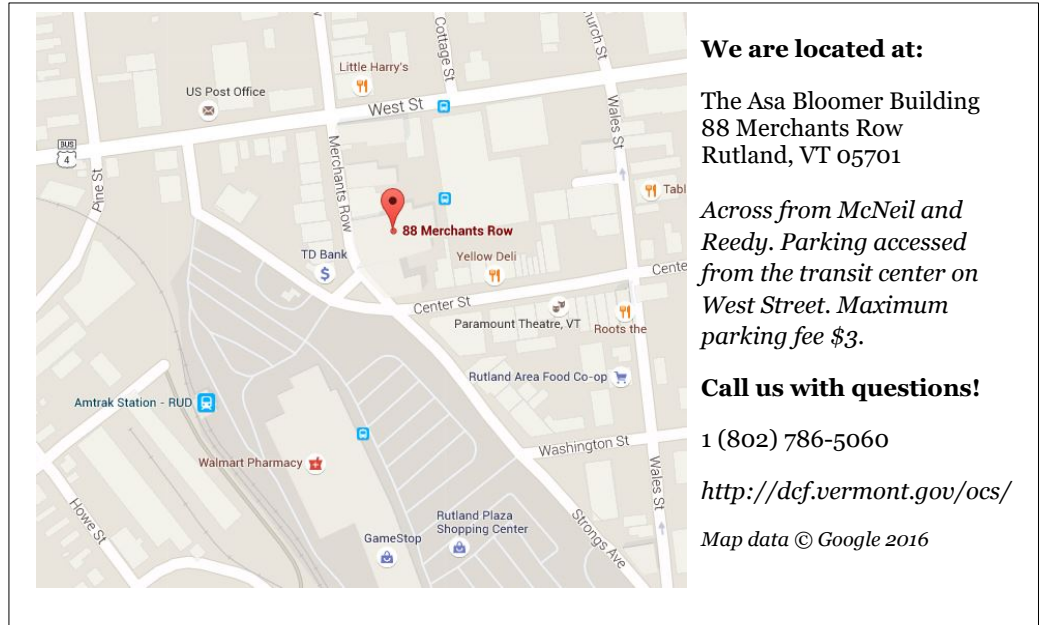 hurch St
Cottage St
Little Harry's
US Post Office
West St
Wales St
BUS
4
Merchants Row
Pine St
Tabl
88 Merchants Row
TD Bank
$
Yellow Deli
Cente
Center St
Paramount Theatre, VT
Roots the
Rutland Area Food Co-op
Amtrak Station - RUD
Washington St
Walmart Pharmacy
Wales St
Howe St
Rutland Plaza
Shopping Center
Strongs Ave
GameStop
We are located at:
The Asa Bloomer Building
88 Merchants Row
Rutland, VT 05701
Across from McNeil and
Reedy. Parking accessed
from the transit center on
West Street. Maximum
parking fee $3.
Call us with questions!
1 (802) 786-5060
http://dcf.vermont.gov/ocs/
Map data © Google 2016